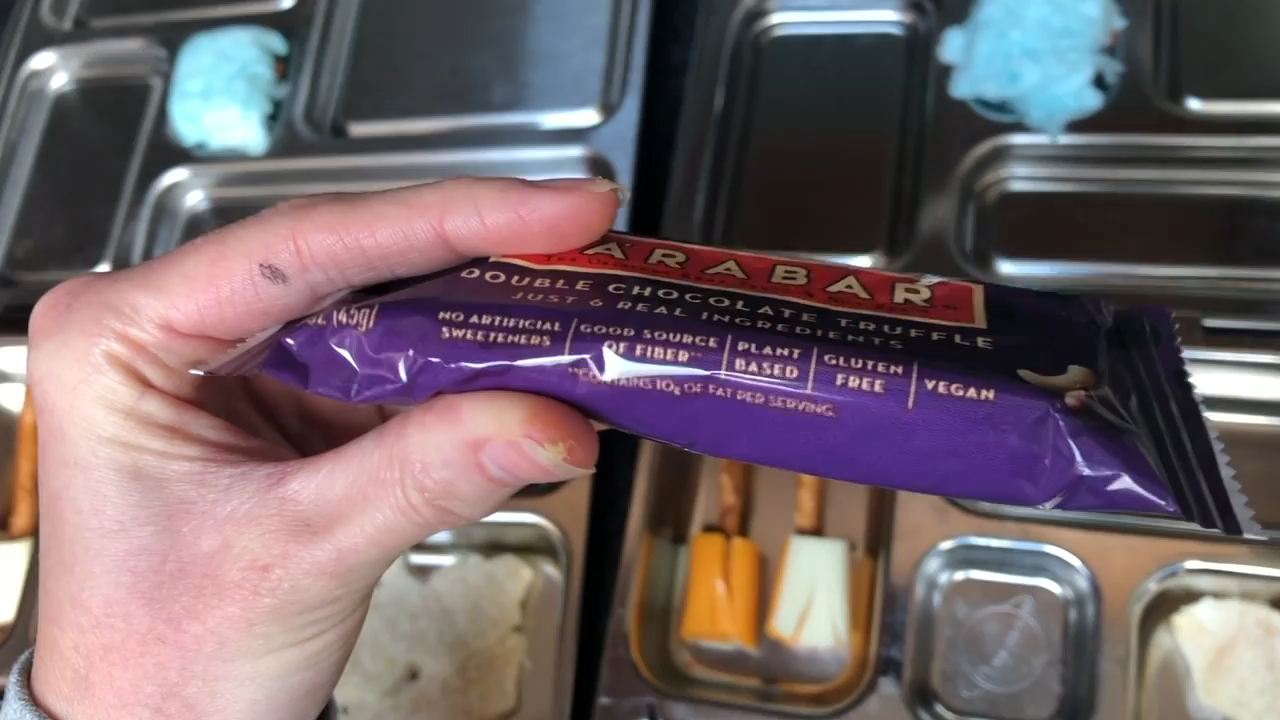 ÄRABAR
DOUBLE CHOCOLATE TRUFFLE
JUST 6 REAL INGREDIENTS
(45g)
NO ARTIFICIAL
SWEETENERS
GOOD SOURCE
OF FIBER**
PLANT
BASED
GLUTEN
FREE
VEGAN
**CONTAINS 10g OF FAT PER SERVING.